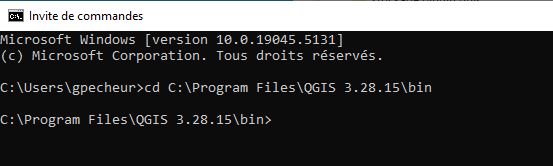 Invite de commandes
Microsoft Windows [version 10.0.19045.5131]
(c) Microsoft Corporation. Tous droits réservés.
C:\Users\gpecheur>cd C:\Program Files\QGIS 3.28.15\bin
C:\Program Files\QGIS 3.28.15\bin>